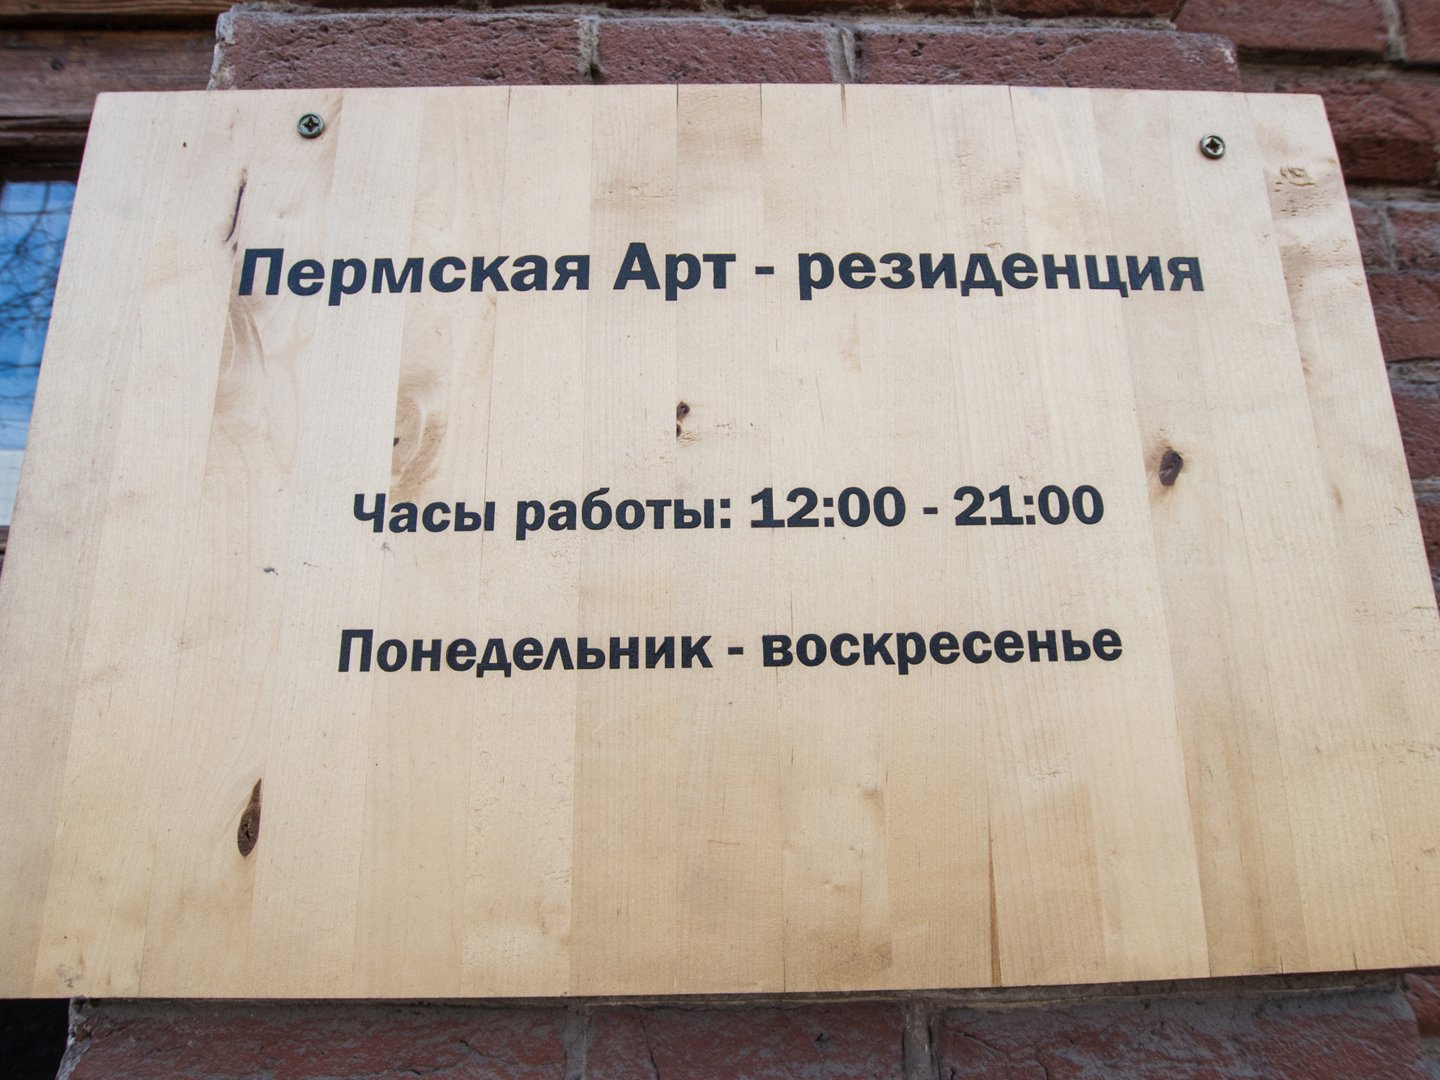 Пермская Арт - резиденция
Часы работы: 12:00 - 21:00
Понедельник - воскресенье